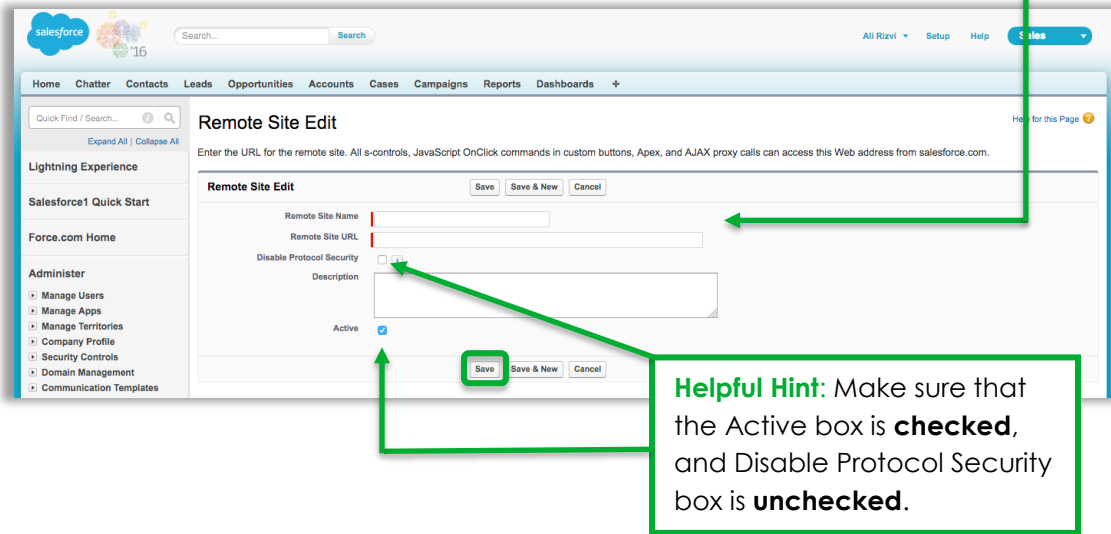 salesforce
'16
Search...
Search
Ali Rizvi
Setup
Help
Sales
Home Chatter Contacts Leads Opportunities Accounts Cases Campaigns Reports Dashboards +
Quick Find / Search...
Expand All | Collapse All
Lightning Experience
Salesforce1 Quick Start
Force.com Home
Administer
Manage Users
Manage Apps
Manage Territories
Company Profile
Security Controls
Domain Management
Communication Templates
Remote Site Edit
Help for this Page
Enter the URL for the remote site. All s-controls, JavaScript OnClick commands in custom buttons, Apex, and AJAX proxy calls can access this Web address from salesforce.com.
Remote Site Edit
Save Save & New Cancel
Remote Site Name
Remote Site URL
Disable Protocol Security
Description
Active
Save Save & New Cancel
Helpful Hint: Make sure that
the Active box is checked,
and Disable Protocol Security
box is unchecked.